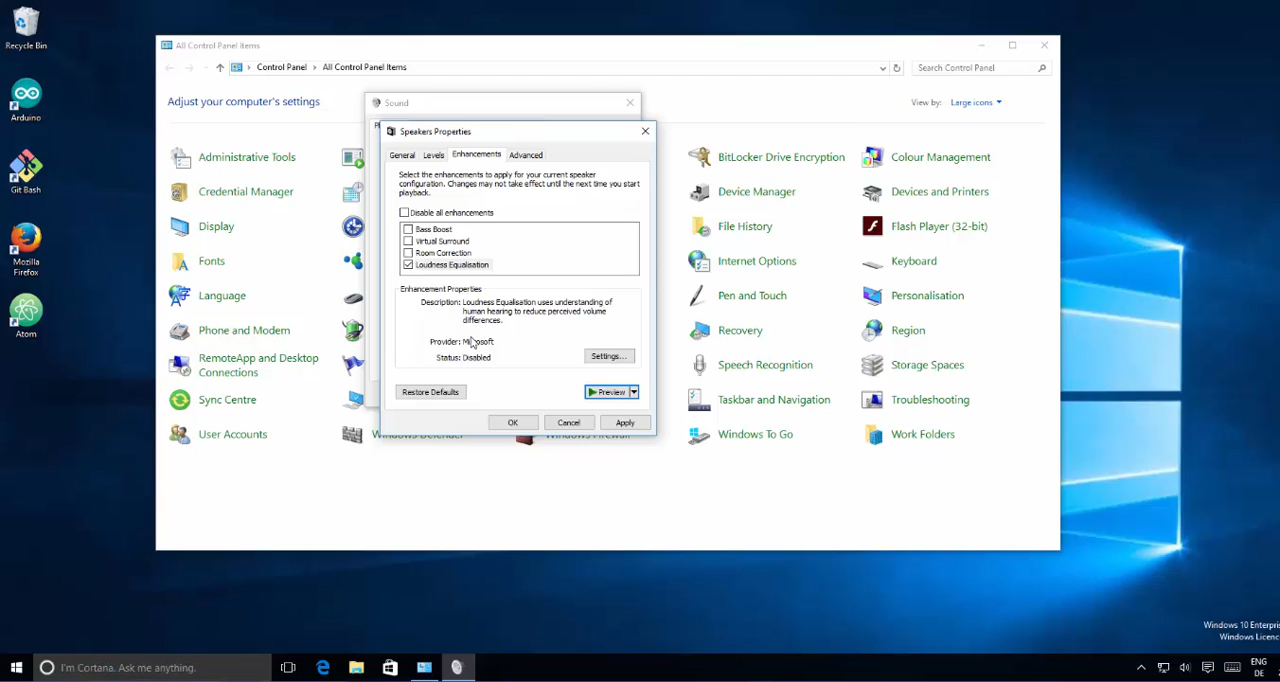 Recycle Bin
Arduino
Git Bash
Mozilla
Firefox
Atom
All Control Panel Items
Control Panel
All Control Panel Items
Search Control Panel
Adjust your computer's settings
View by:
Large icons
Administrative Tools
BitLocker Drive Encryption
Colour Management
Credential Manager
Device Manager
Devices and Printers
Display
File History
Flash Player (32-bit)
Fonts
Internet Options
Keyboard
Language
Pen and Touch
Personalisation
Phone and Modem
Recovery
Region
RemoteApp and Desktop
Connections
Speech Recognition
Storage Spaces
Sync Centre
Taskbar and Navigation
Troubleshooting
User Accounts
Windows Defender
Windows Firewall
Windows To Go
Work Folders
Sound
Speakers Properties
General
Levels
Enhancements
Advanced
Select the enhancements to apply for your current speaker
configuration. Changes may not take effect until the next time you start
playback.
Disable all enhancements
Bass Boost
Virtual Surround
Room Correction
Loudness Equalisation
Enhancement Properties
Description: Loudness Equalisation uses understanding of
human hearing to reduce perceived volume
differences.
Provider: Microsoft
Status: Disabled
Settings...
Restore Defaults
Preview
OK
Cancel
Apply
Windows 10 Enterpris
Windows Licenc
I'm Cortana. Ask me anything.
ENG
DE